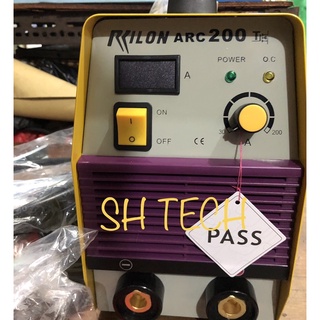 RILON ARC 200
A
POWER O.C
ON
OFF
CE
30 200
A
SH TECH
PASS